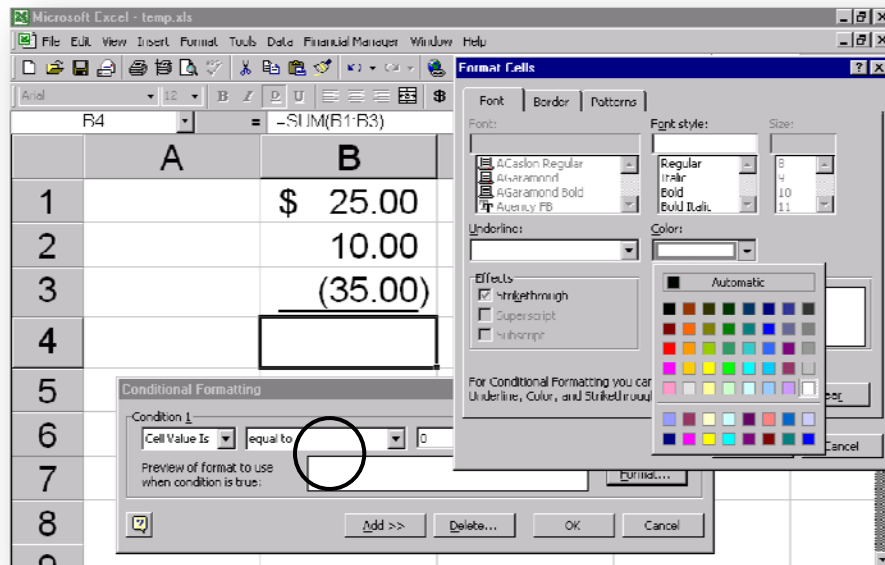 Microsoft Excel - temp.xls
File Edit View Insert Format Tools Data Financial Manager Window Help
Arial 12 B I D U $
B4 = =SUM(B1:B3)
A B
1 $ 25.00
2 10.00
3 (35.00)
4
5
6
7
8
9
Format Cells
Font Border Patterns
Font: Font style: Size:
ACaslon Regular Regular 8
AGaramond Italic 9
AGaramond Bold Bold 10
Agency FB Bold Italic 11
Underline: Color:
Automatic
Effects
Strikethrough
Superscript
Subscript
For Conditional Formatting you can
Underline, Color, and Strikethrough
Cancel
Conditional Formatting
Condition 1
Cell Value Is equal to 0
Preview of format to use
when condition is true:
Format...
Add >> Delete... OK Cancel